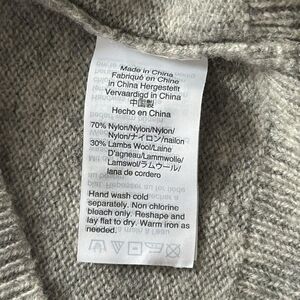 Made in China
Fabriqué en Chine
in China Hergestellt
Vervaardigd in China
中国製
Hecho en China
70% Nylon/Nylon/Nylon/
Nylon/ナイロン/nailon
30% Lambs Wool/Laine
D'agneau/Lammwolle/
Lamswol/ラムウール/
lana de cordero
Hand wash cold
separately. Non chlorine
bleach only. Reshape and
lay flat to dry. Warm iron as
needed.